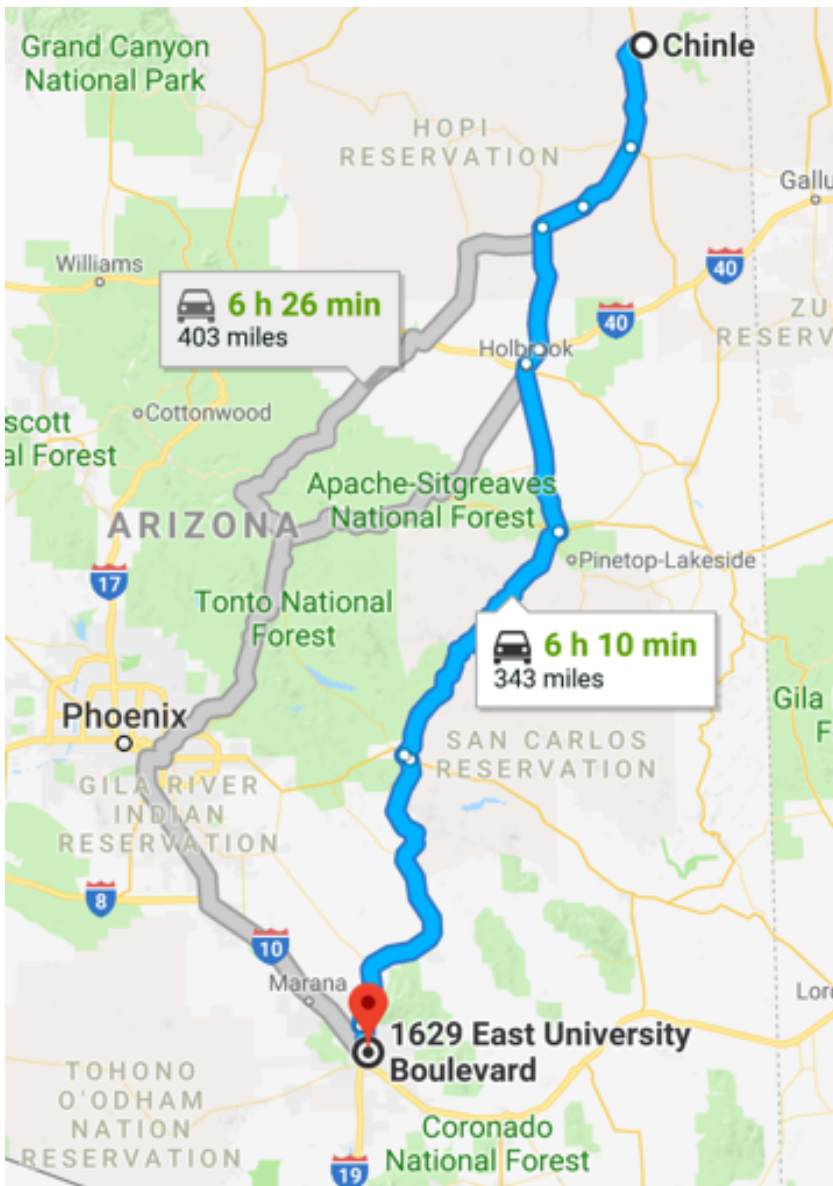 Grand Canyon
National Park
Chinle
HOPI
RESERVATION
Gallu
Williams
40
6 h 26 min
403 miles
40
ZU
RESERVE
Holbrook
Cottonwood
scott
al Forest
Apache-Sitgreaves
National Forest
ARIZONA
Pinetop-Lakeside
17
Tonto National
Forest
6 h 10 min
343 miles
Phoenix
Gila
F
SAN CARLOS
RESERVATION
GILA RIVER
INDIAN
RESERVATION
8
10
Marana
Lor
1629 East University
Boulevard
TOHONO
O'ODHAM
NATION
RESERVATION
Coronado
National Forest
19